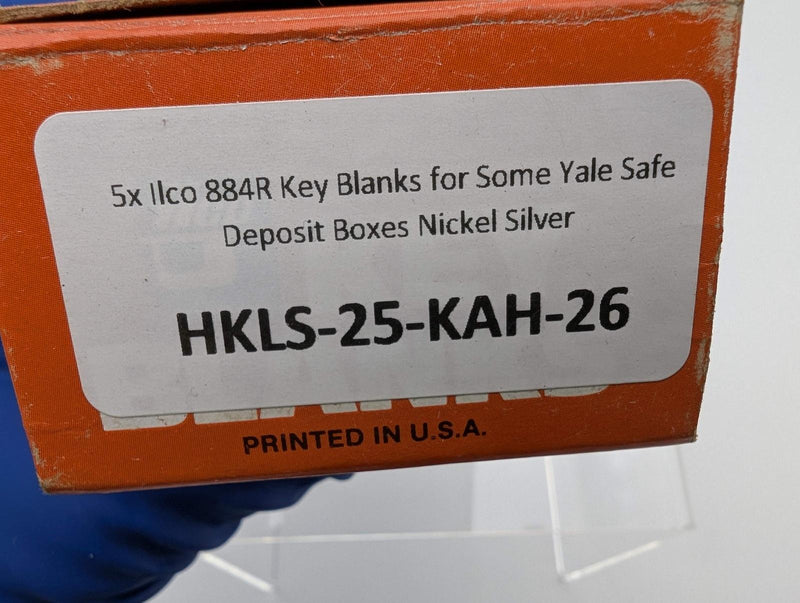 5x Ilco 884R Key Blanks for Some Yale Safe
Deposit Boxes Nickel Silver
HKLS-25-KAH-26
PRINTED IN U.S.A.